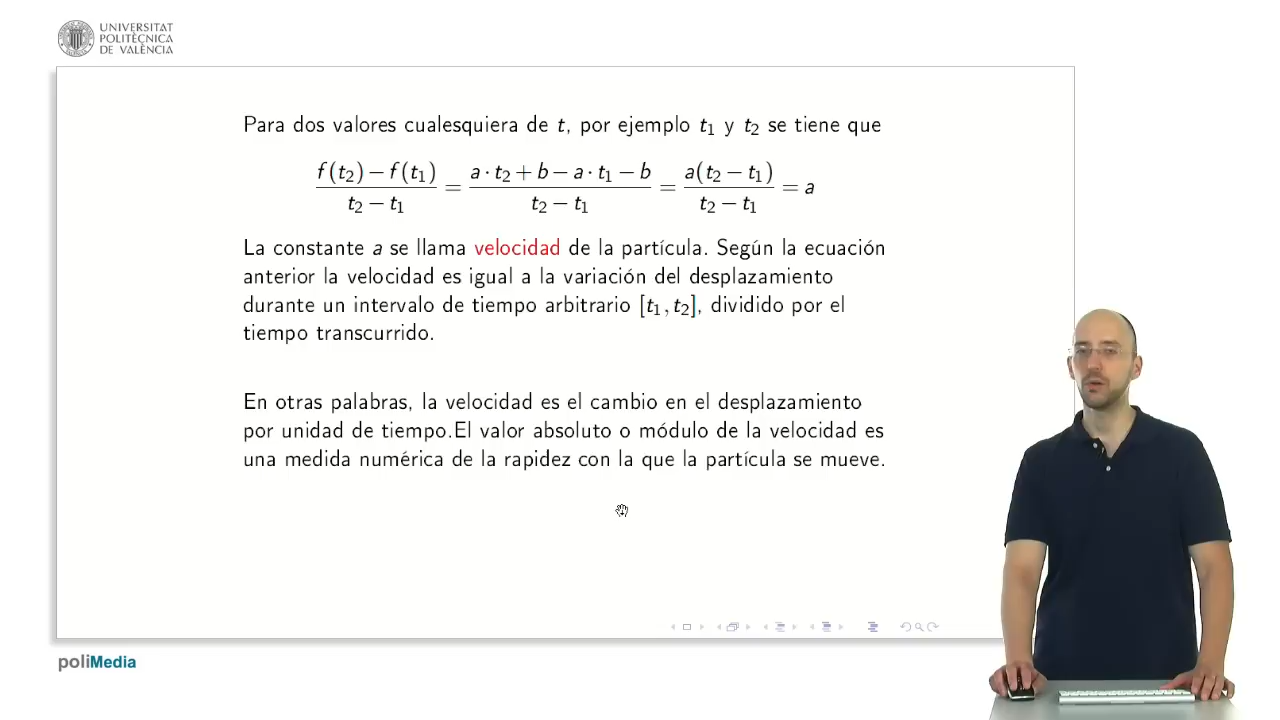 UNIVERSITAT
POLITÈCNICA
DE VALÈNCIA
Para dos valores cualesquiera de t, por ejemplo t₁ y t₂ se tiene que
f(t₂) − f(t₁) / t₂ − t₁ = a · t₂ + b − a · t₁ − b / t₂ − t₁ = a(t₂ − t₁) / t₂ − t₁ = a
La constante a se llama velocidad de la partícula. Según la ecuación
anterior la velocidad es igual a la variación del desplazamiento
durante un intervalo de tiempo arbitrario [t₁, t₂], dividido por el
tiempo transcurrido.
En otras palabras, la velocidad es el cambio en el desplazamiento
por unidad de tiempo.El valor absoluto o módulo de la velocidad es
una medida numérica de la rapidez con la que la partícula se mueve.
poliMedia